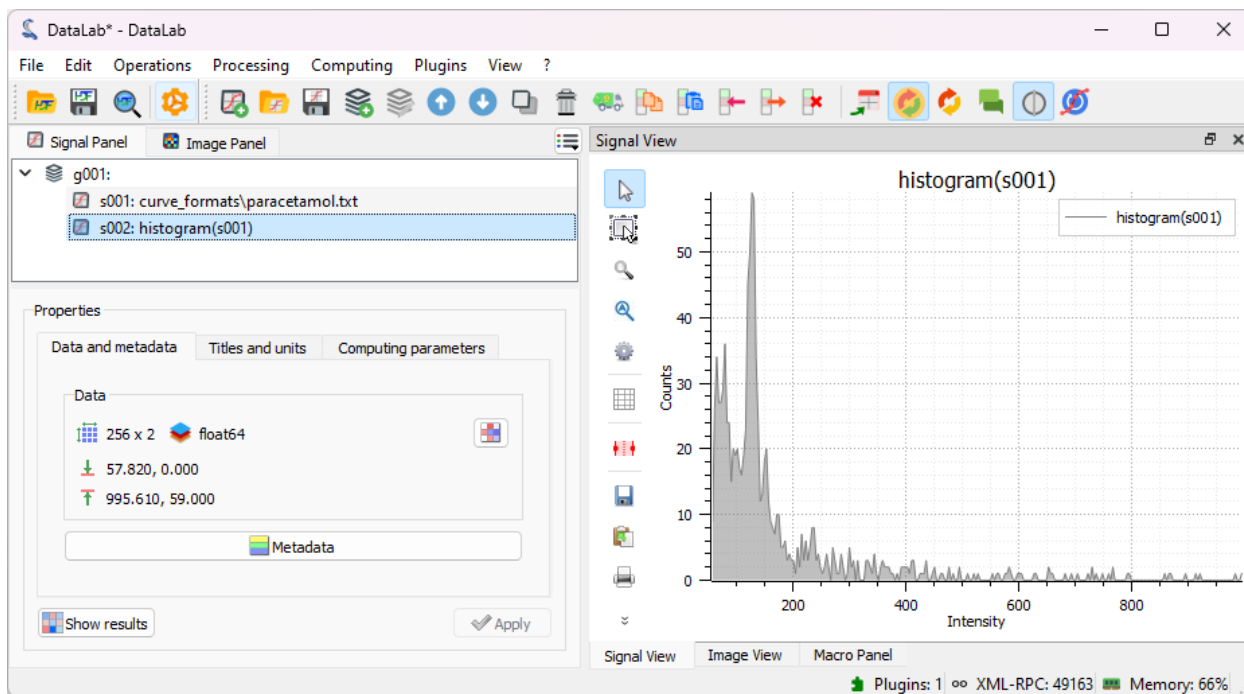 DataLab* - DataLab
File Edit Operations Processing Computing Plugins View ?
Signal Panel Image Panel
g001:
s001: curve_formats\paracetamol.txt
s002: histogram(s001)
Properties
Data and metadata Titles and units Computing parameters
Data
256 x 2 float64
57.820, 0.000
995.610, 59.000
Metadata
Show results Apply
Signal View
histogram(s001)
histogram(s001)
50
40
30
20
10
0
Counts
200 400 600 800
Intensity
Signal View Image View Macro Panel
Plugins: 1 XML-RPC: 49163 Memory: 66%